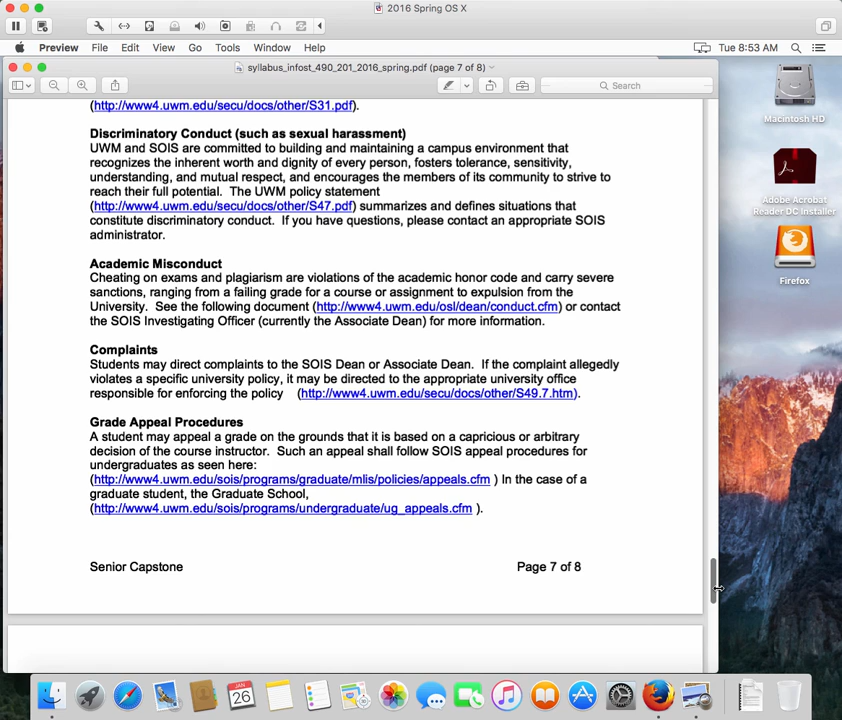 2016 Spring OS X
Preview File Edit View Go Tools Window Help Tue 8:53 AM
syllabus_infost_490_201_2016_spring.pdf (page 7 of 8)
Search
(http://www4.uwm.edu/secu/docs/other/S31.pdf).
Discriminatory Conduct (such as sexual harassment)
UWM and SOIS are committed to building and maintaining a campus environment that
recognizes the inherent worth and dignity of every person, fosters tolerance, sensitivity,
understanding, and mutual respect, and encourages the members of its community to strive to
reach their full potential. The UWM policy statement
(http://www4.uwm.edu/secu/docs/other/S47.pdf) summarizes and defines situations that
constitute discriminatory conduct. If you have questions, please contact an appropriate SOIS
administrator.
Academic Misconduct
Cheating on exams and plagiarism are violations of the academic honor code and carry severe
sanctions, ranging from a failing grade for a course or assignment to expulsion from the
University. See the following document (http://www4.uwm.edu/osl/dean/conduct.cfm) or contact
the SOIS Investigating Officer (currently the Associate Dean) for more information.
Complaints
Students may direct complaints to the SOIS Dean or Associate Dean. If the complaint allegedly
violates a specific university policy, it may be directed to the appropriate university office
responsible for enforcing the policy (http://www4.uwm.edu/secu/docs/other/S49.7.htm).
Grade Appeal Procedures
A student may appeal a grade on the grounds that it is based on a capricious or arbitrary
decision of the course instructor. Such an appeal shall follow SOIS appeal procedures for
undergraduates as seen here:
(http://www4.uwm.edu/sois/programs/graduate/mlis/policies/appeals.cfm ) In the case of a
graduate student, the Graduate School,
(http://www4.uwm.edu/sois/programs/undergraduate/ug_appeals.cfm ).
Senior Capstone Page 7 of 8
Macintosh HD
Adobe Acrobat
Reader DC Installer
Firefox
JAN
26